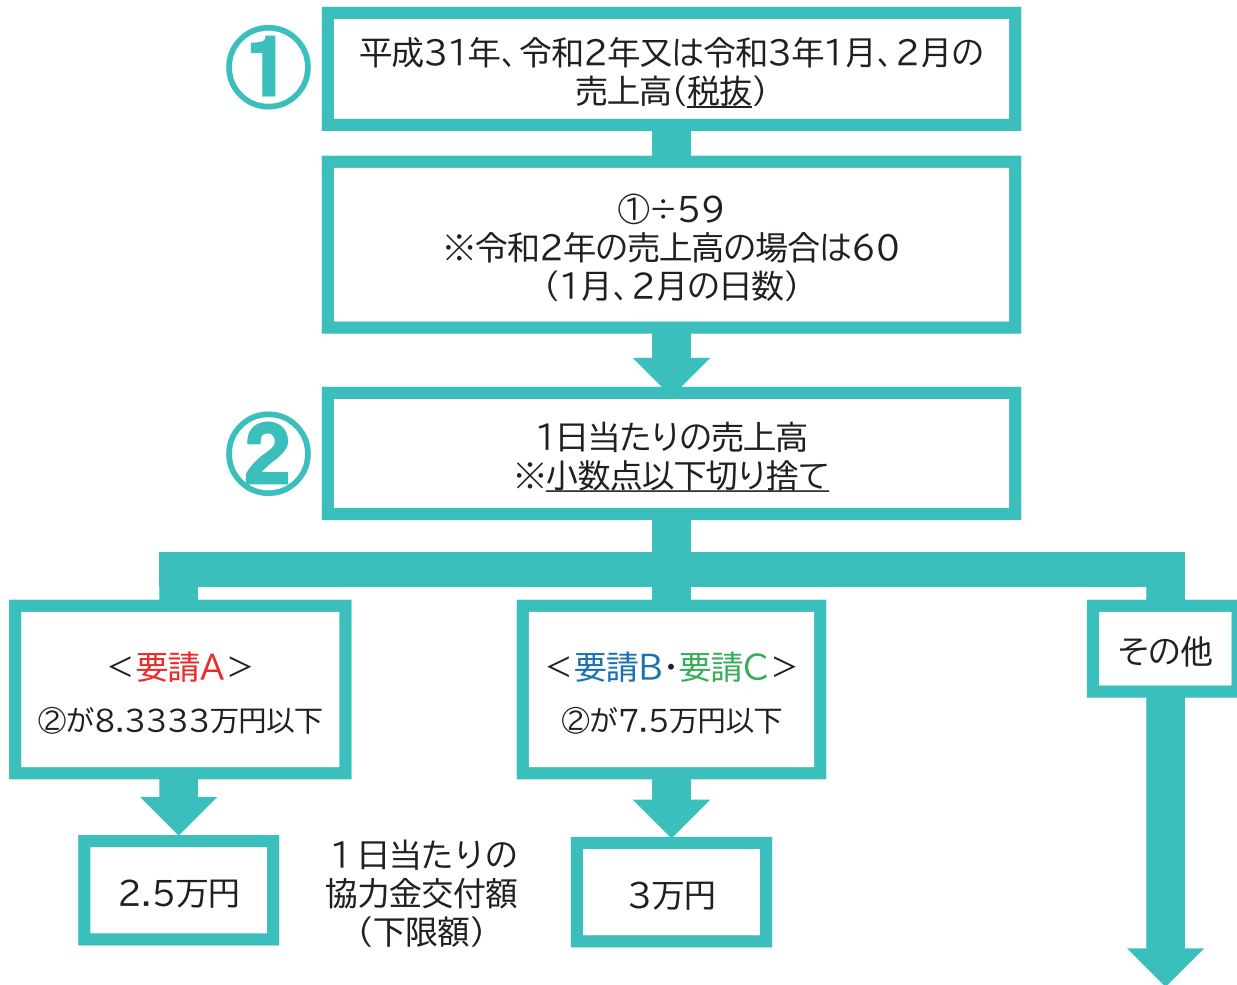 ①
平成31年、令和2年又は令和3年1月、2月の
売上高(税抜)
①÷59
※令和2年の売上高の場合は60
(1月、2月の日数)
②
1日当たりの売上高
※小数点以下切り捨て
<要請A>
②が8.3333万円以下
<要請B・要請C>
②が7.5万円以下
その他
2.5万円
1日当たりの
協力金交付額
(下限額)
3万円